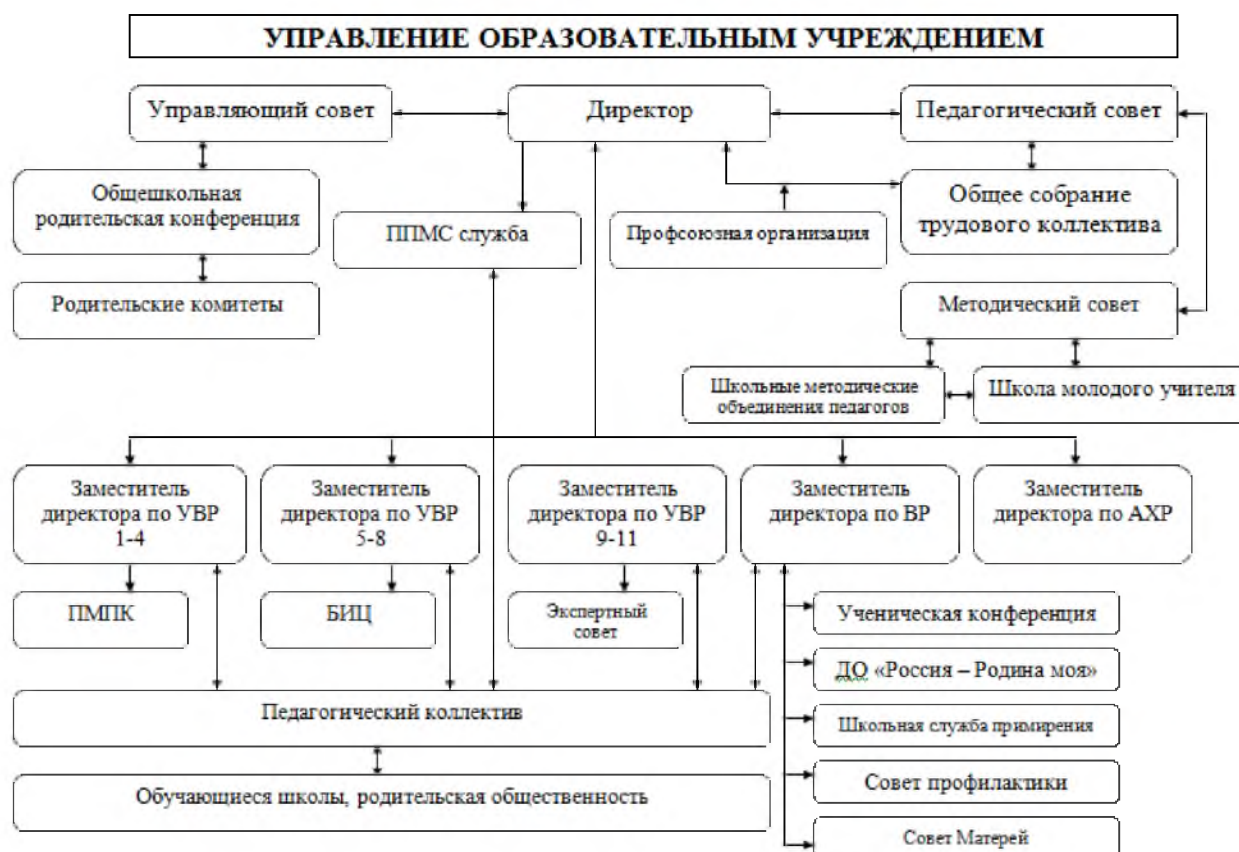 УПРАВЛЕНИЕ ОБРАЗОВАТЕЛЬНЫМ УЧРЕЖДЕНИЕМ
Управляющий совет
Директор
Педагогический совет
Общешкольная
родительская конференция
ППМС служба
Профсоюзная организация
Общее собрание
трудового коллектива
Родительские комитеты
Методический совет
Школьные методические
объединения педагогов
Школа молодого учителя
Заместитель
директора по УВР
1-4
Заместитель
директора по УВР
5-8
Заместитель
директора по УВР
9-11
Заместитель
директора по ВР
Заместитель
директора по АХР
ПМПК
БИЦ
Экспертный
совет
Ученическая конференция
ДО «Россия – Родина моя»
Школьная служба примирения
Совет профилактики
Совет Матерей
Педагогический коллектив
Обучающиеся школы, родительская общественность